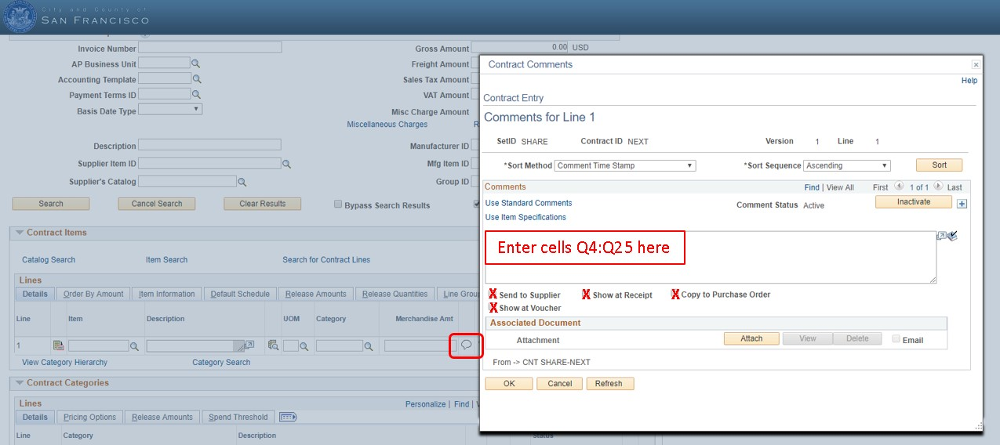 City and County of
SAN FRANCISCO
Invoice Number
Gross Amount 0.00 USD
AP Business Unit
Freight Amount
Accounting Template
Sales Tax Amount
Payment Terms ID
VAT Amount
Basis Date Type
Misc Charge Amount
Miscellaneous Charges
Description
Manufacturer ID
Supplier Item ID
Mfg Item ID
Supplier's Catalog
Group ID
Search Cancel Search Clear Results Bypass Search Results
Contract Items
Catalog Search Item Search Search for Contract Lines
Lines
Details Order By Amount Item Information Default Schedule Release Amounts Release Quantities Line Group
Line Item Description UOM Category Merchandise Amt
1
View Category Hierarchy Category Search
Contract Categories
Lines
Personalize | Find |
Details Pricing Options Release Amounts Spend Threshold
Line Category Description Status
Contract Comments
Help
Contract Entry
Comments for Line 1
SetID SHARE Contract ID NEXT Version 1 Line 1
*Sort Method Comment Time Stamp *Sort Sequence Ascending Sort
Comments Find | View All First 1 of 1 Last
Use Standard Comments
Comment Status Active Inactivate
Use Item Specifications
Enter cells Q4:Q25 here
X Send to Supplier X Show at Receipt X Copy to Purchase Order
X Show at Voucher
Associated Document
Attachment Attach View Delete Email
From -> CNT SHARE-NEXT
OK Cancel Refresh